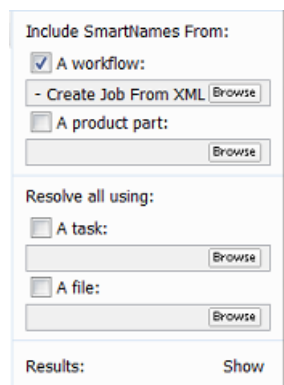 Include SmartNames From:
A workflow:
- Create Job From XML Browse
A product part:
Browse
Resolve all using:
A task:
Browse
A file:
Browse
Results: Show